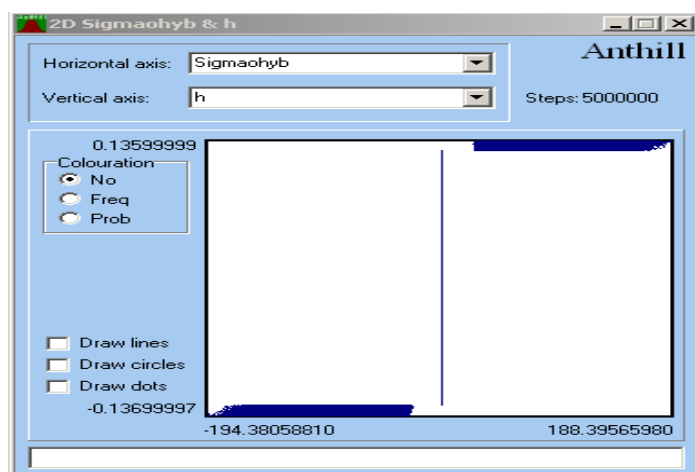 2D Sigmaohyb & h
Anthill
Horizontal axis: Sigmaohyb
Vertical axis: h
Steps: 5000000
0.13599999
Colouration
No
Freq
Prob
Draw lines
Draw circles
Draw dots
-0.13699997
-194.38058810 188.39565980